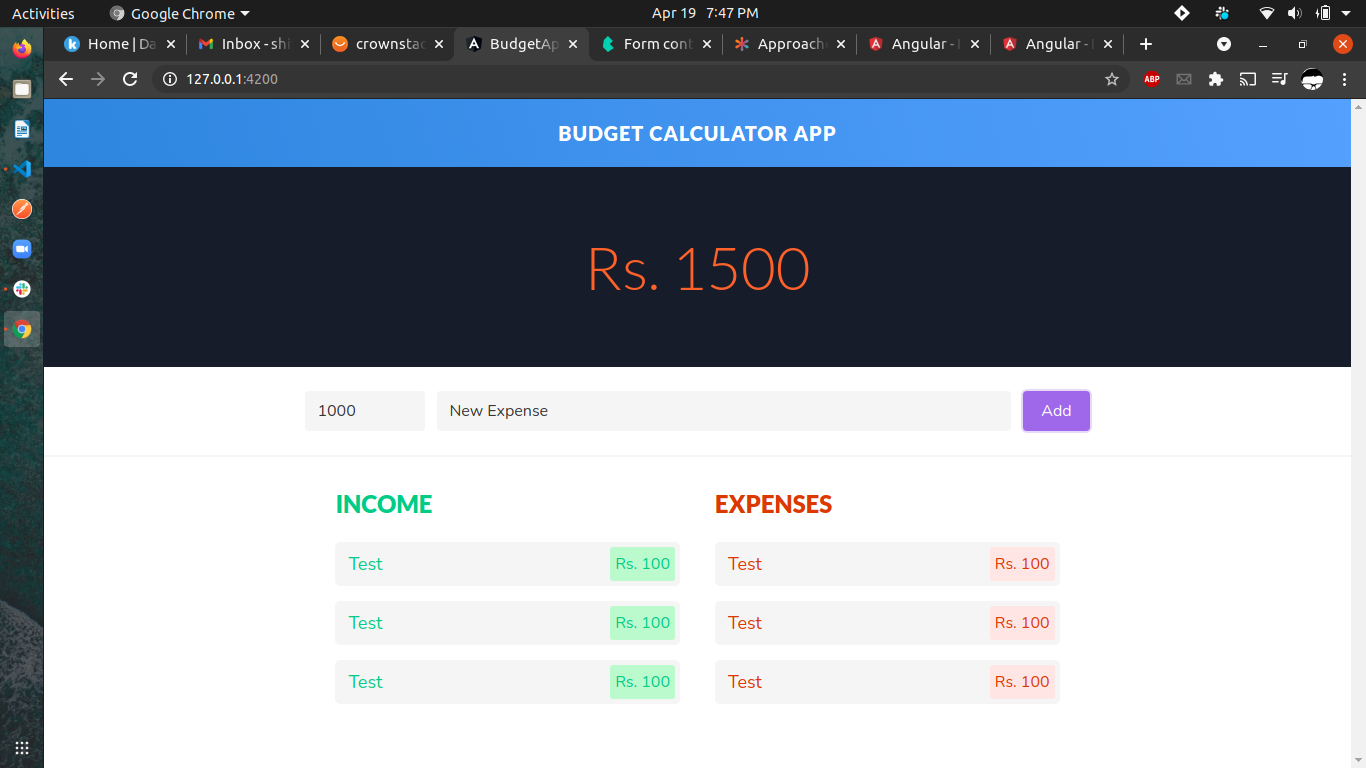 Activities Google Chrome Apr 19 7:47 PM
Home | Da Inbox - shi crownstac BudgetAp Form cont Approache Angular - Angular -
127.0.0.1:4200 ABP
BUDGET CALCULATOR APP
Rs. 1500
1000 New Expense Add
INCOME EXPENSES
Test Rs. 100 Test Rs. 100
Test Rs. 100 Test Rs. 100
Test Rs. 100 Test Rs. 100